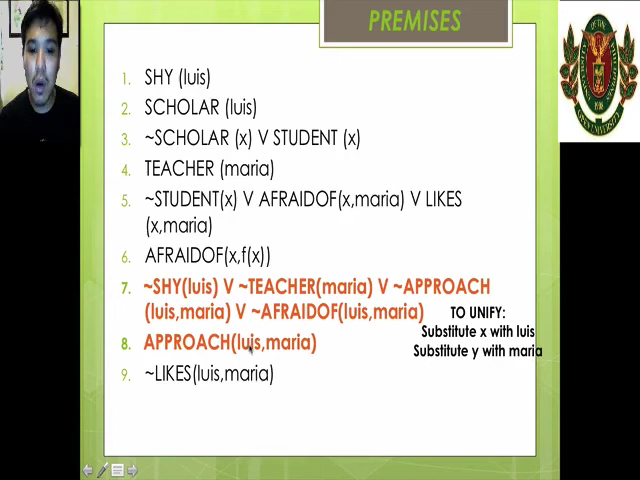 PREMISES
1. SHY (luis)
2. SCHOLAR (luis)
3. ~SCHOLAR (x) V STUDENT (x)
4. TEACHER (maria)
5. ~STUDENT(x) V AFRAIDOF(x,maria) V LIKES
(x,maria)
6. AFRAIDOF(x,f(x))
7. ~SHY(luis) V ~TEACHER(maria) V ~APPROACH
(luis,maria) V ~AFRAIDOF(luis,maria)
TO UNIFY:
Substitute x with luis
Substitute y with maria
8. APPROACH(luis,maria)
9. ~LIKES(luis,maria)